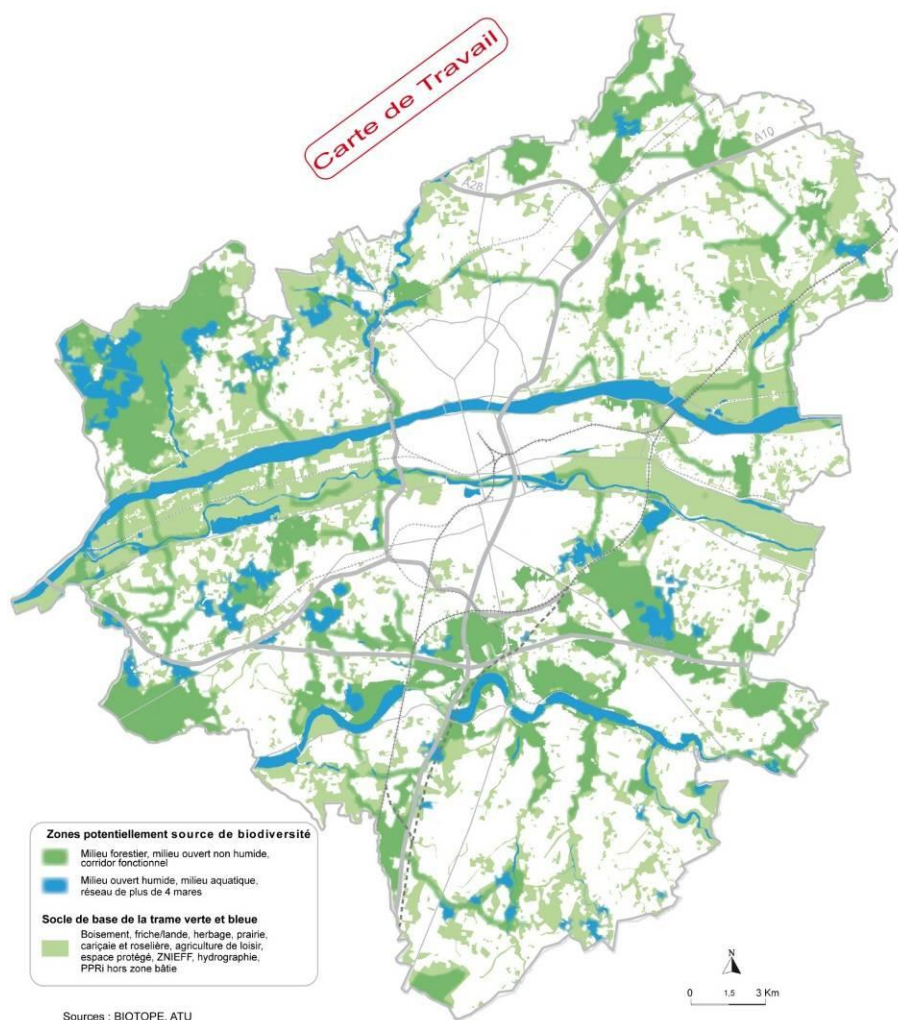 Carte de Travail
A28
A10
Zones potentiellement source de biodiversité
Milieu forestier, milieu ouvert non humide,
corridor fonctionnel
Milieu ouvert humide, milieu aquatique,
réseau de plus de 4 mares
Socle de base de la trame verte et bleue
Boisement, friche/lande, herbage, prairie,
cariçaie et roselière, agriculture de loisir,
espace protégé, ZNIEFF, hydrographie,
PPRi hors zone bâtie
N
0 1,5 3 Km
Sources : BIOTOPE, ATU